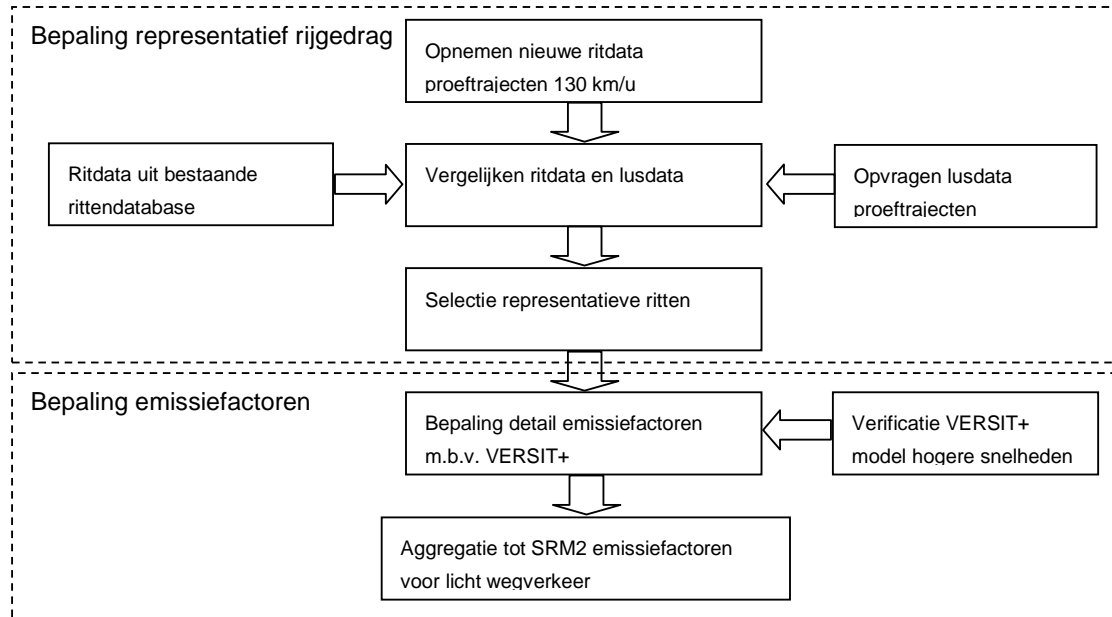 Bepaling representatief rijgedrag
Opnemen nieuwe ritdata
proeftrajecten 130 km/u
Ritdata uit bestaande
rittendatabase
Vergelijken ritdata en lusdata
Opvragen lusdata
proeftrajecten
Selectie representatieve ritten
Bepaling emissiefactoren
Bepaling detail emissiefactoren
m.b.v. VERSIT+
Verificatie VERSIT+
model hogere snelheden
Aggregatie tot SRM2 emissiefactoren
voor licht wegverkeer